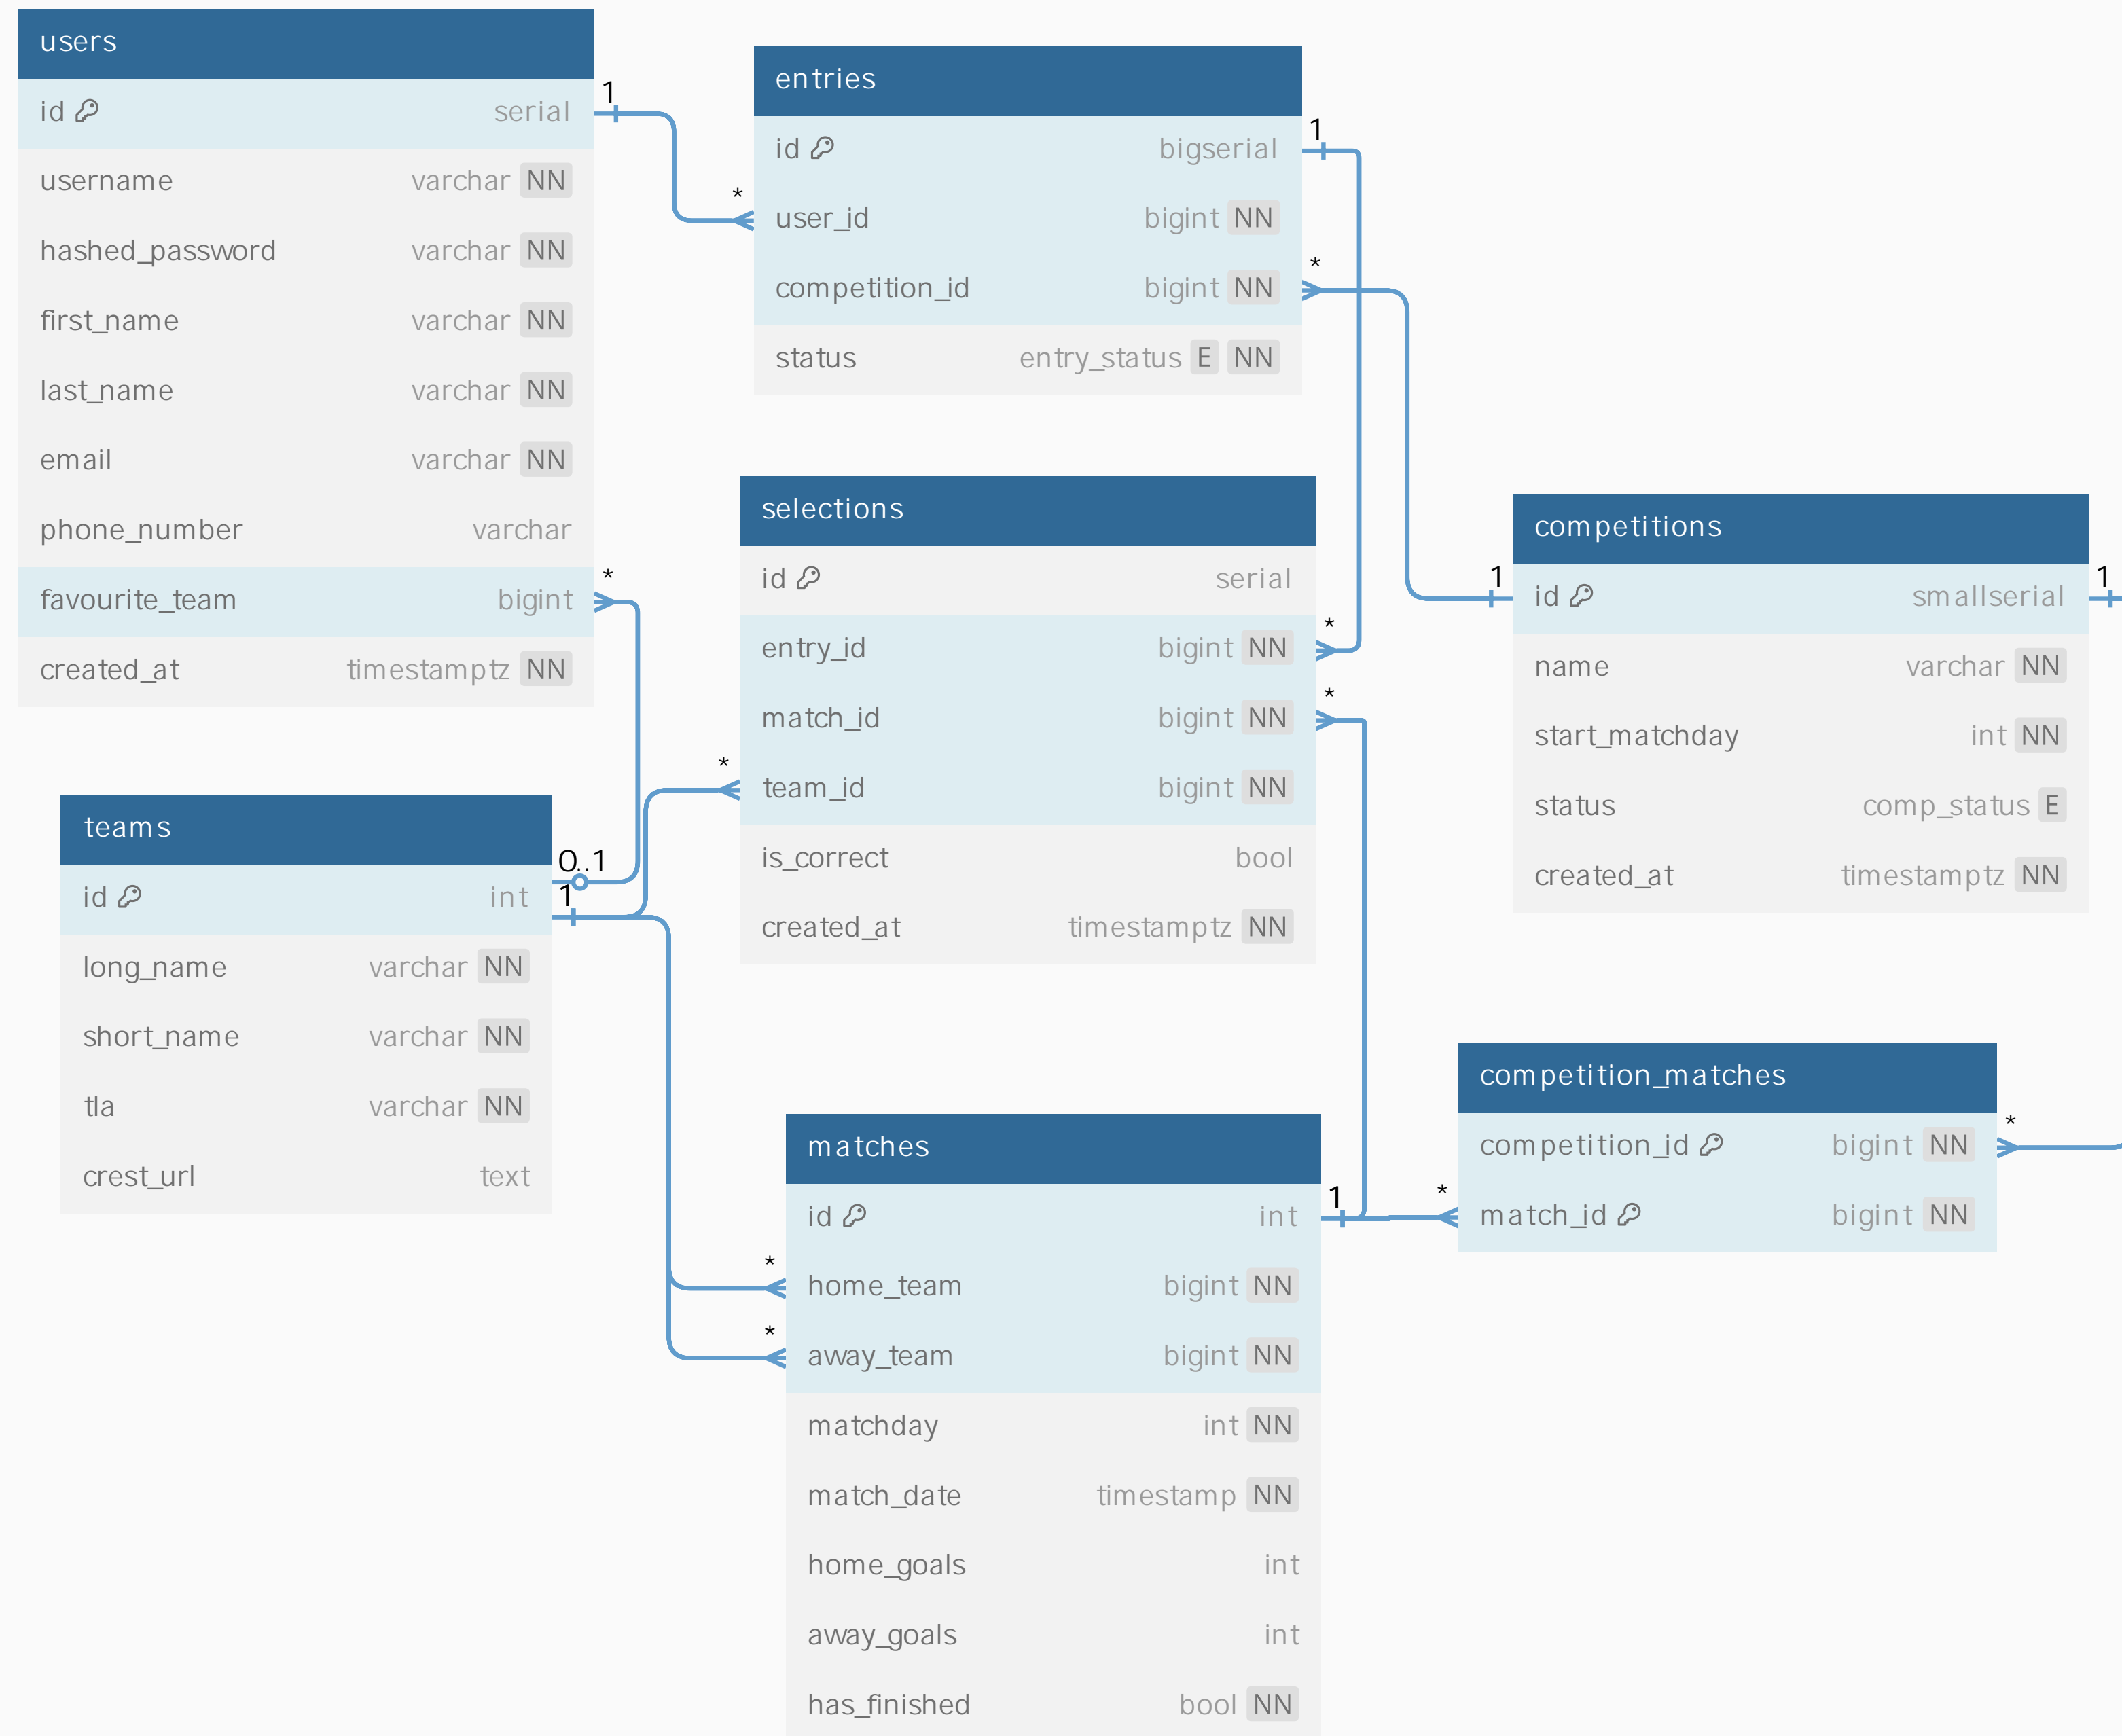 users
id serial
username varchar NN
hashed_password varchar NN
first_name varchar NN
last_name varchar NN
email varchar NN
phone_number varchar
favourite_team bigint
created_at timestamptz NN
1
*
*
entries
id bigserial
user_id bigint NN
competition_id bigint NN
status entry_status E NN
1
*
selections
id serial
entry_id bigint NN
match_id bigint NN
team_id bigint NN
is_correct bool
created_at timestamptz NN
*
*
*
competitions
id smallserial
name varchar NN
start_matchday int NN
status comp_status E
created_at timestamptz NN
1
1
teams
id int
long_name varchar NN
short_name varchar NN
tla varchar NN
crest_url text
0..1
1
matches
id int
home_team bigint NN
away_team bigint NN
matchday int NN
match_date timestamp NN
home_goals int
away_goals int
has_finished bool NN
1
*
*
competition_matches
competition_id bigint NN
match_id bigint NN
*
*